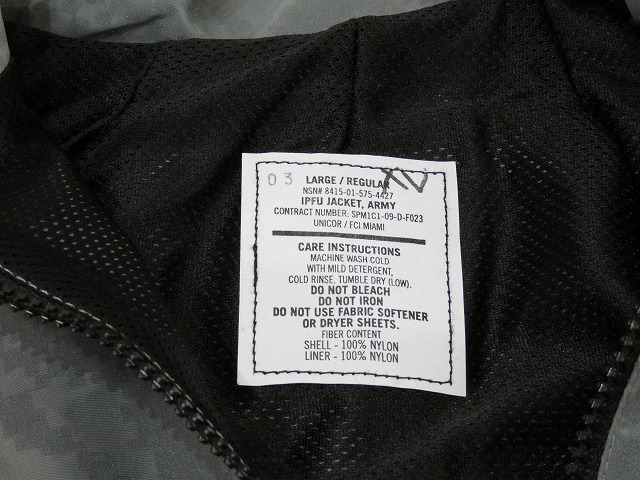 03 LARGE / REGULAR XV
NSN# 8415-01-575-4427
IPFU JACKET, ARMY
CONTRACT NUMBER: SPM1C1-09-D-F023
UNICOR / FCI MIAMI
CARE INSTRUCTIONS
MACHINE WASH COLD
WITH MILD DETERGENT,
COLD RINSE. TUMBLE DRY (LOW).
DO NOT BLEACH
DO NOT IRON
DO NOT USE FABRIC SOFTENER
OR DRYER SHEETS.
FIBER CONTENT
SHELL - 100% NYLON
LINER - 100% NYLON